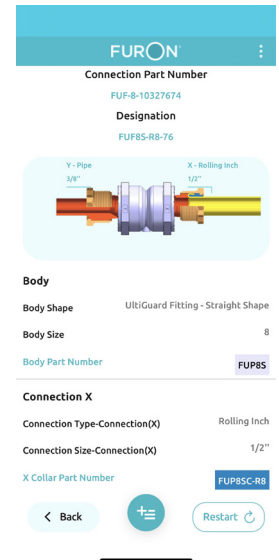 FURON
Connection Part Number
FUF-8-10327674
Designation
FUF8S-R8-76
Y - Pipe
3/8"
X - Rolling Inch
1/2"
Body
Body Shape
UltiGuard Fitting - Straight Shape
Body Size
8
Body Part Number
FUP8S
Connection X
Connection Type-Connection(X)
Rolling Inch
Connection Size-Connection(X)
1/2"
X Collar Part Number
FUP8SC-R8
Back
Restart